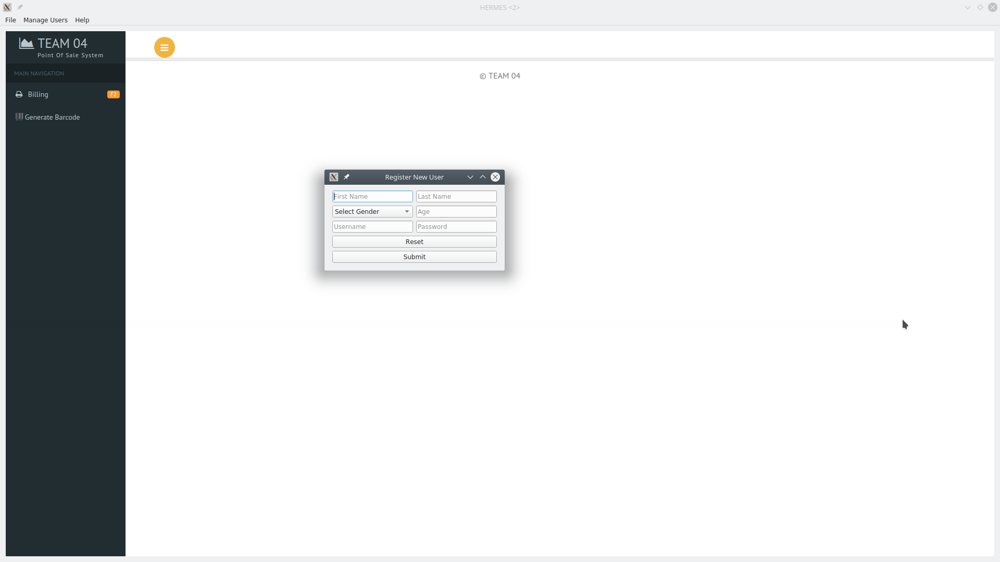 HERMES <2>
File Manage Users Help
TEAM 04
Point Of Sale System
MAIN NAVIGATION
Billing F2
Generate Barcode
© TEAM 04
Register New User
First Name Last Name
Select Gender Age
Username Password
Reset
Submit